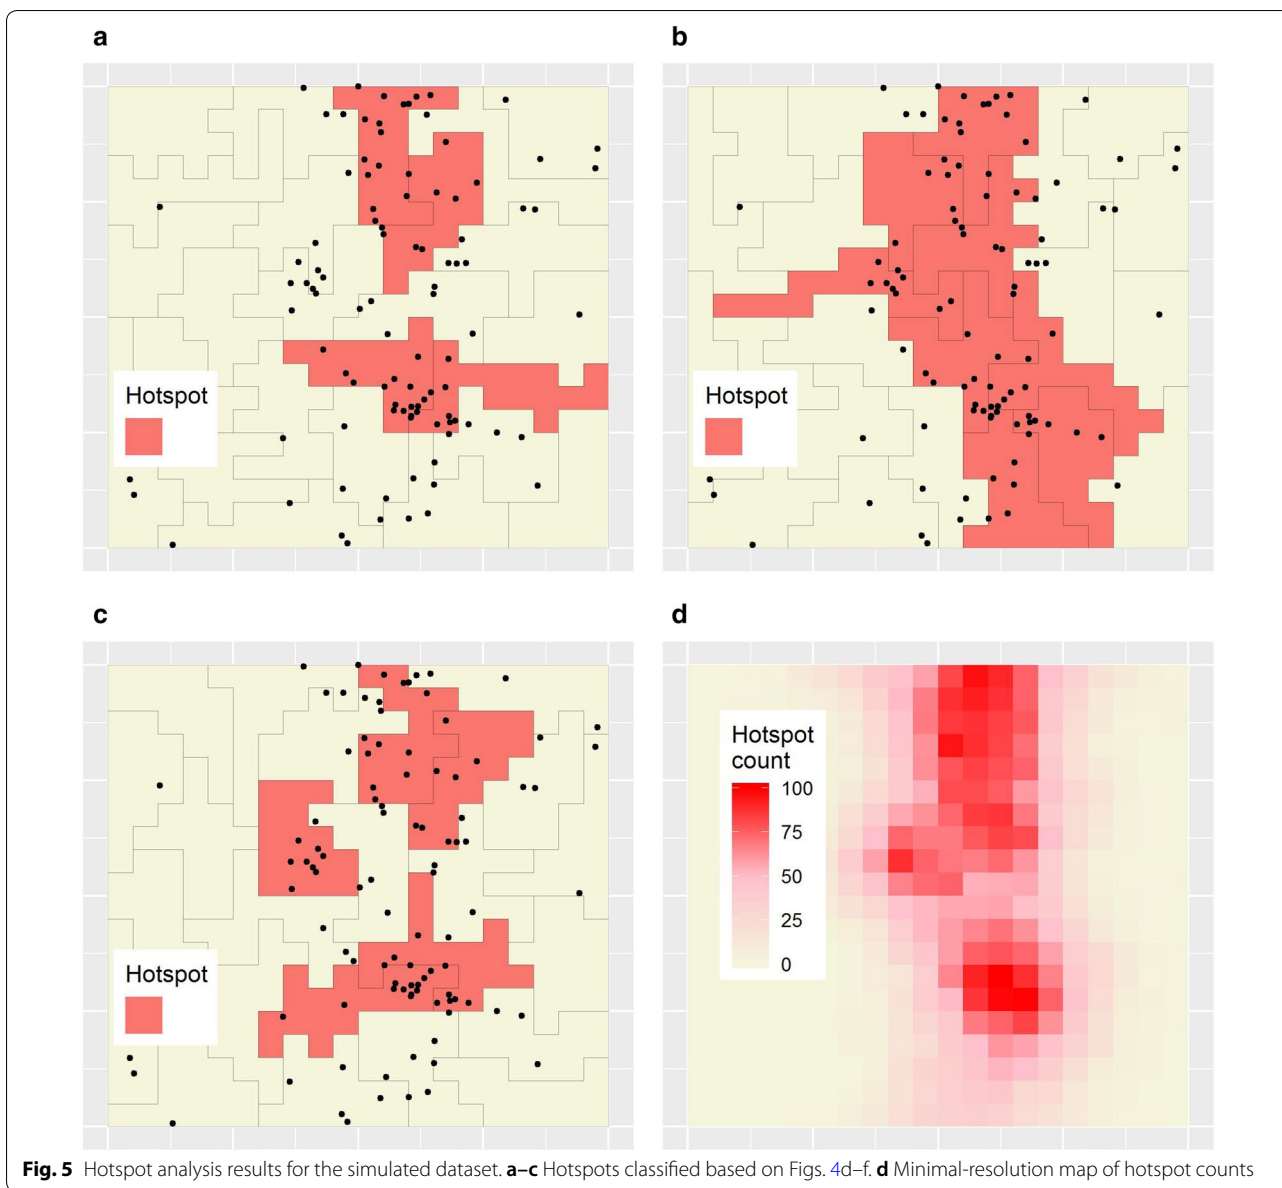 a
b
Hotspot
Hotspot
c
d
Hotspot
Hotspot
count
100
75
50
25
0
Fig. 5 Hotspot analysis results for the simulated dataset. a–c Hotspots classified based on Figs. 4d–f. d Minimal-resolution map of hotspot counts